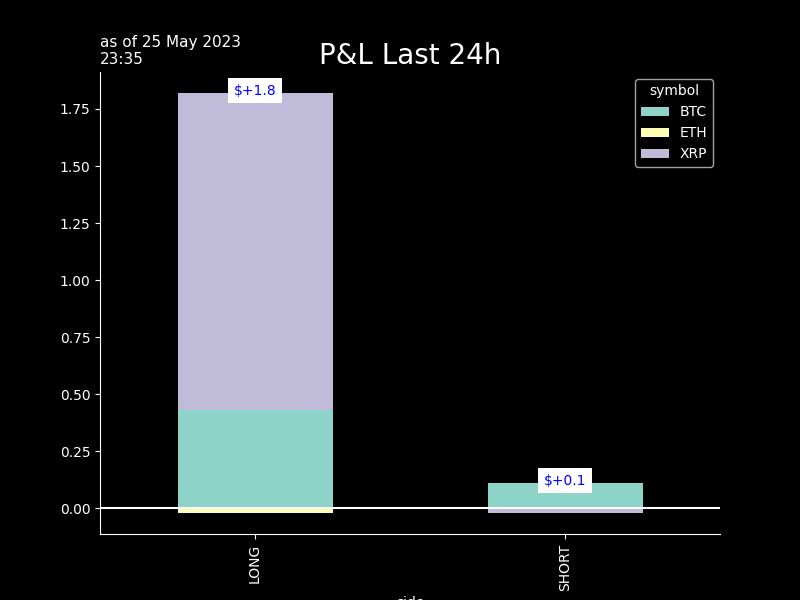 as of 25 May 2023
23:35
P&L Last 24h
symbol
BTC
ETH
XRP
1.75
1.50
1.25
1.00
0.75
0.50
0.25
0.00
$+1.8
$+0.1
LONG
SHORT